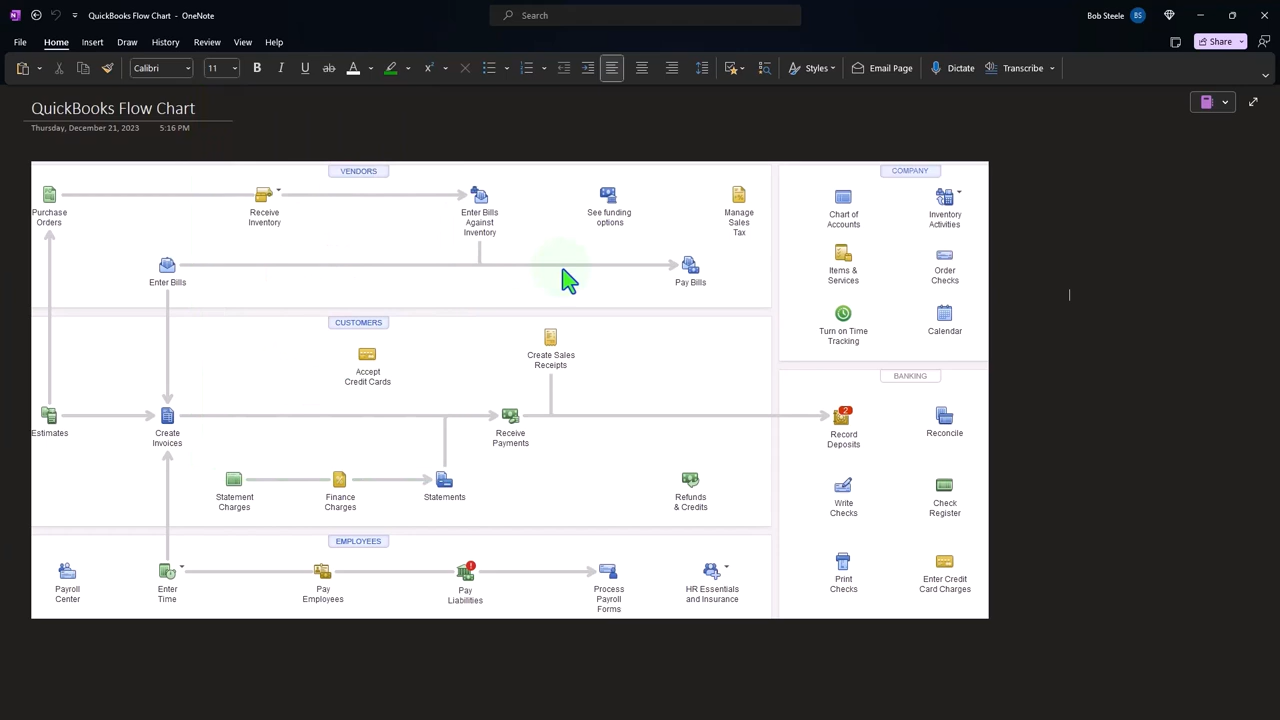 QuickBooks Flow Chart - OneNote
Search
Bob Steele
BS
File
Home
Insert
Draw
History
Review
View
Help
Share
Calibri
11
B
I
U
ab
A
Styles
Email Page
Dictate
Transcribe
QuickBooks Flow Chart
Thursday, December 21, 2023
5:16 PM
VENDORS
Purchase
Orders
Receive
Inventory
Enter Bills
Against
Inventory
See funding
options
Manage
Sales
Tax
Enter Bills
Pay Bills
CUSTOMERS
Accept
Credit Cards
Create Sales
Receipts
Estimates
Create
Invoices
Receive
Payments
Statement
Charges
Finance
Charges
Statements
Refunds
& Credits
EMPLOYEES
Payroll
Center
Enter
Time
Pay
Employees
Pay
Liabilities
Process
Payroll
Forms
HR Essentials
and Insurance
COMPANY
Chart of
Accounts
Inventory
Activities
Items &
Services
Order
Checks
Turn on Time
Tracking
Calendar
BANKING
2
Record
Deposits
Reconcile
Write
Checks
Check
Register
Print
Checks
Enter Credit
Card Charges